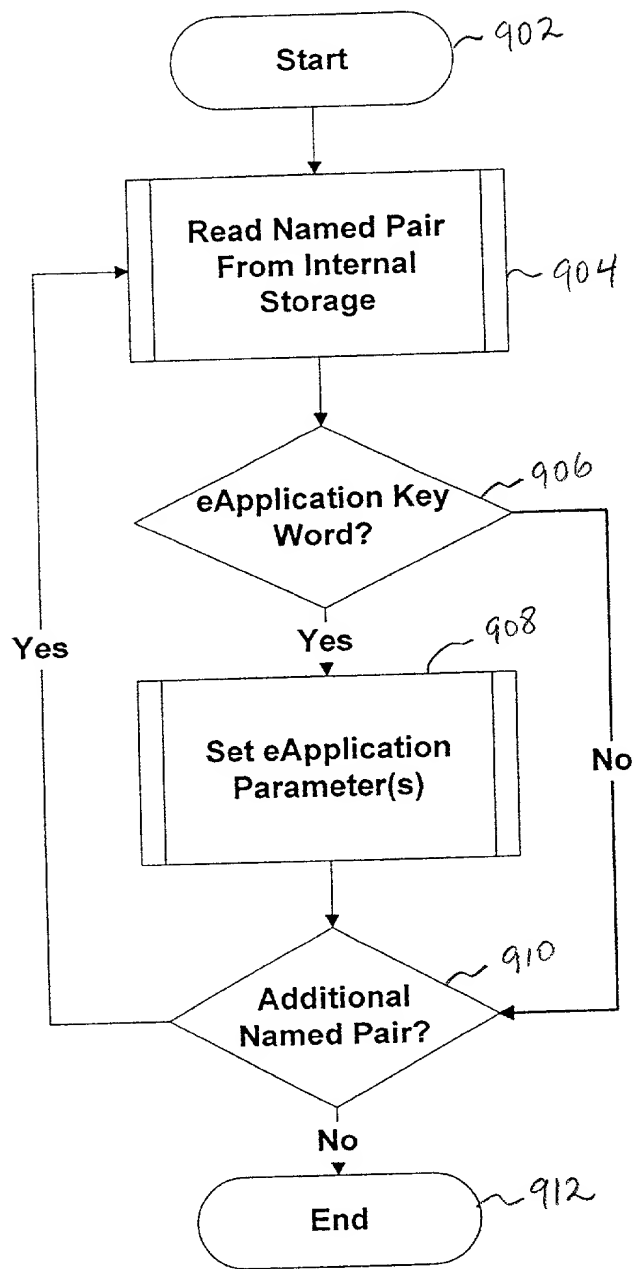 Start
902
Read Named Pair
From Internal
Storage
904
eApplication Key
Word?
906
Yes
Yes
908
Set eApplication
Parameter(s)
No
910
Additional
Named Pair?
No
End
912